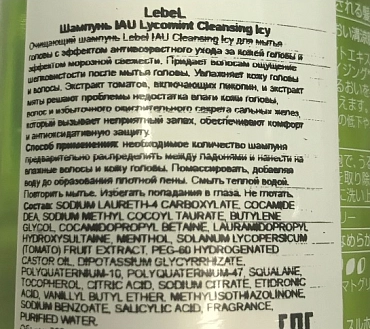 LebeL
Шампунь IAU Lycomint Cleansing Icy
Очищающий шампунь Lebel IAU Cleansing Icy для мытья
головы с эффектом антивозрастного ухода за кожей головы и
эффектом морозной свежести. Придает волосам ощущение
шелковистости после мытья головы. Увлажняет кожу головы
и волосы. Экстракт томатов, включающих ликопин, и экстракт
мяты решают проблемы недостатка влаги кожи головы,
волос и избыточного окислительного секрета сальных желез,
который вызывает неприятный запах, обеспечивают комфорт
и антиоксидантную защиту.
Способ применения: необходимое количество шампуня
предварительно распределить между ладонями и нанести на
влажные волосы и кожу головы. Помассировать, добавляя
воду до образования плотной пены. Смыть теплой водой.
Повторить мытье. Избегать попадания в глаза. Не глотать.
Состав: SODIUM LAURETH-4 CARBOXYLATE, COCAMIDE
DEA, SODIUM METHYL COCOYL TAURATE, BUTYLENE
GLYCOL, COCAMIDOPROPYL BETAINE, LAURAMIDOPROPYL
HYDROXYSULTAINE, MENTHOL, SOLANUM LYCOPERSICUM
(TOMATO) FRUIT EXTRACT, PEG-60 HYDROGENATED
CASTOR OIL, DIPOTASSIUM GLYCYRRHIZATE,
POLYQUATERNIUM-10, POLYQUATERNIUM-47, SQUALANE,
TOCOPHEROL, CITRIC ACID, SODIUM CITRATE, ETIDRONIC
ACID, VANILLYL BUTYL ETHER, METHYLISOTHIAZOLINONE,
SODIUM BENZOATE, SALICYLIC ACID, FRAGRANCE,
PURIFIED WATER.